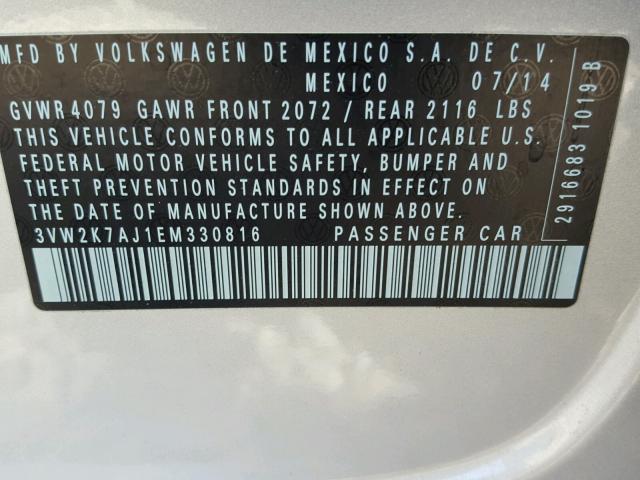 MFD BY VOLKSWAGEN DE MEXICO S.A. DE C.V.
MEXICO 07/14
GVWR4079 GAWR FRONT 2072 / REAR 2116 LBS
THIS VEHICLE CONFORMS TO ALL APPLICABLE U.S.
FEDERAL MOTOR VEHICLE SAFETY, BUMPER AND
THEFT PREVENTION STANDARDS IN EFFECT ON
THE DATE OF MANUFACTURE SHOWN ABOVE.
3VW2K7AJ1EM330816 PASSENGER CAR
2916683 1019 B